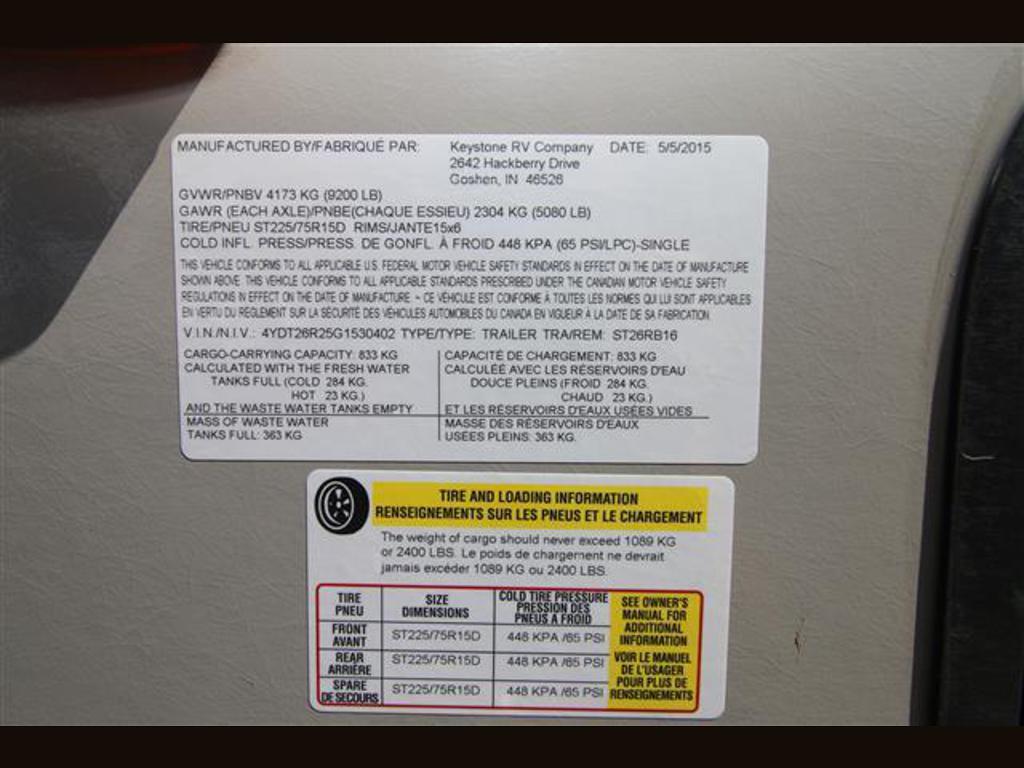 MANUFACTURED BY/FABRIQUÉ PAR: Keystone RV Company DATE: 5/5/2015
2642 Hackberry Drive
Goshen, IN 46526
GVWR/PNBV 4173 KG (9200 LB)
GAWR (EACH AXLE)/PNBE(CHAQUE ESSIEU) 2304 KG (5080 LB)
TIRE/PNEU ST225/75R15D RIMS/JANTE15x6
COLD INFL. PRESS/PRESS. DE GONFL. À FROID 448 KPA (65 PSI/LPC)-SINGLE
THIS VEHICLE CONFORMS TO ALL APPLICABLE U.S. FEDERAL MOTOR VEHICLE SAFETY STANDARDS IN EFFECT ON THE DATE OF MANUFACTURE
SHOWN ABOVE. THIS VEHICLE CONFORMS TO ALL APPLICABLE STANDARDS PRESCRIBED UNDER THE CANADIAN MOTOR VEHICLE SAFETY
REGULATIONS IN EFFECT ON THE DATE OF MANUFACTURE - CE VÉHICULE EST CONFORME À TOUTES LES NORMES QUI LUI SONT APPLICABLES
EN VERTU DU REGLEMENT SUR LA SÉCURITÉ DES VÉHICULES AUTOMOBILES DU CANADA EN VIGUEUR À LA DATE DE SA FABRICATION
V.I.N./N.I.V.: 4YDT26R25G1530402 TYPE/TYPE: TRAILER TRA/REM: ST26RB16
CARGO-CARRYING CAPACITY: 833 KG
CALCULATED WITH THE FRESH WATER
TANKS FULL (COLD 284 KG.
HOT 23 KG.)
AND THE WASTE WATER TANKS EMPTY
MASS OF WASTE WATER
TANKS FULL: 363 KG
CAPACITÉ DE CHARGEMENT: 833 KG
CALCULÉE AVEC LES RÉSERVOIRS D'EAU
DOUCE PLEINS (FROID 284 KG.
CHAUD 23 KG.)
ET LES RÉSERVOIRS D'EAUX USÉES VIDES
MASSE DES RÉSERVOIRS D'EAUX
USÉES PLEINS: 363 KG.
TIRE AND LOADING INFORMATION
RENSEIGNEMENTS SUR LES PNEUS ET LE CHARGEMENT
The weight of cargo should never exceed 1089 KG
or 2400 LBS. Le poids de chargement ne devrait
jamais excéder 1089 KG ou 2400 LBS.
TIRE
PNEU
SIZE
DIMENSIONS
COLD TIRE PRESSURE
PRESSION DES
PNEUS A FROID
FRONT
AVANT
ST225/75R15D 448 KPA /65 PSI
REAR
ARRIÈRE
ST225/75R15D 448 KPA /65 PSI
SPARE
DE SECOURS
ST225/75R15D 448 KPA /65 PSI
SEE OWNER'S
MANUAL FOR
ADDITIONAL
INFORMATION
VOIR LE MANUEL
DE L'USAGER
POUR PLUS DE
RENSEIGNEMENTS